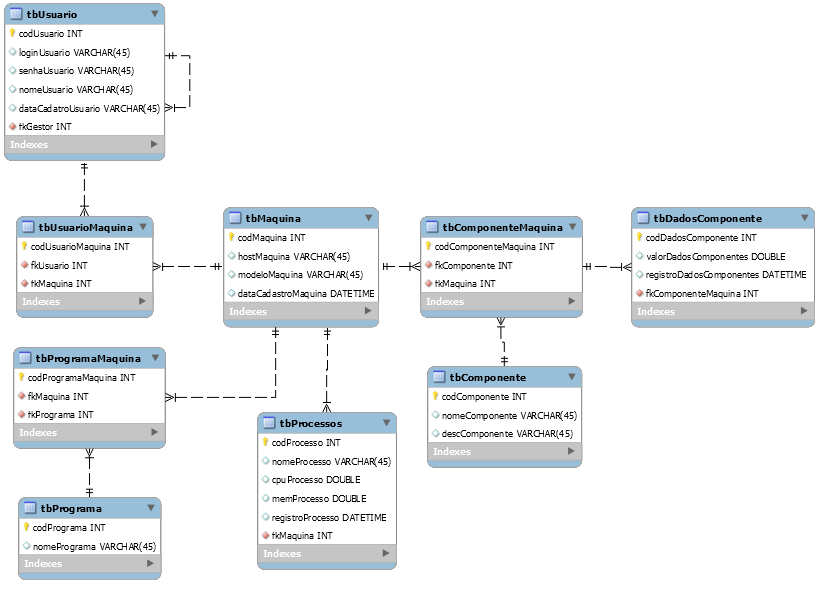 tbUsuario
codUsuario INT
loginUsuario VARCHAR(45)
senhaUsuario VARCHAR(45)
nomeUsuario VARCHAR(45)
dataCadatroUsuario VARCHAR(45)
fkGestor INT
Indexes
tbUsuarioMaquina
codUsuarioMaquina INT
fkUsuario INT
fkMaquina INT
Indexes
tbMaquina
codMaquina INT
hostMaquina VARCHAR(45)
modeloMaquina VARCHAR(45)
dataCadastroMaquina DATETIME
Indexes
tbComponenteMaquina
codComponenteMaquina INT
fkComponente INT
fkMaquina INT
Indexes
tbDadosComponente
codDadosComponente INT
valorDadosComponentes DOUBLE
registroDadosComponentes DATETIME
fkComponenteMaquina INT
Indexes
tbProgramaMaquina
codProgramaMaquina INT
fkMaquina INT
fkPrograma INT
Indexes
tbProcessos
codProcesso INT
nomeProcesso VARCHAR(45)
cpuProcesso DOUBLE
memProcesso DOUBLE
registroProcesso DATETIME
fkMaquina INT
Indexes
tbComponente
codComponente INT
nomeComponente VARCHAR(45)
descComponente VARCHAR(45)
Indexes
tbPrograma
codPrograma INT
nomePrograma VARCHAR(45)
Indexes